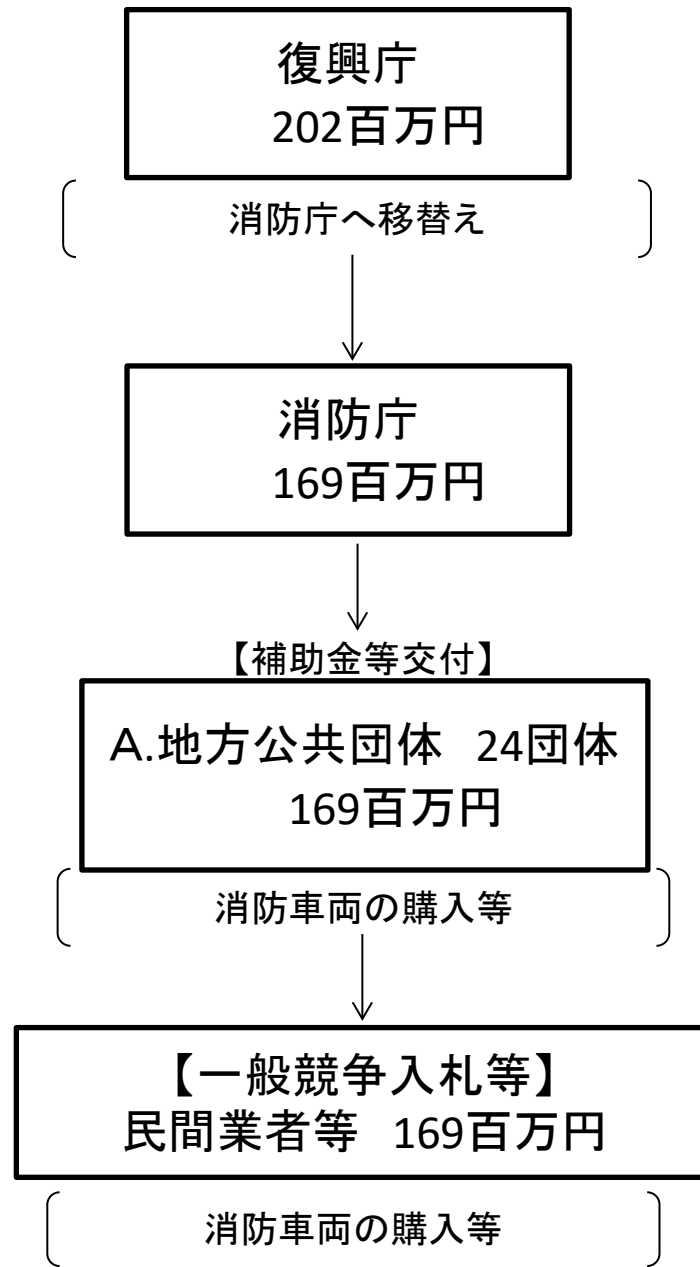 復興庁
202百万円
消防庁へ移替え
消防庁
169百万円
【補助金等交付】
A.地方公共団体　24団体
169百万円
消防車両の購入等
【一般競争入札等】
民間業者等　169百万円
消防車両の購入等